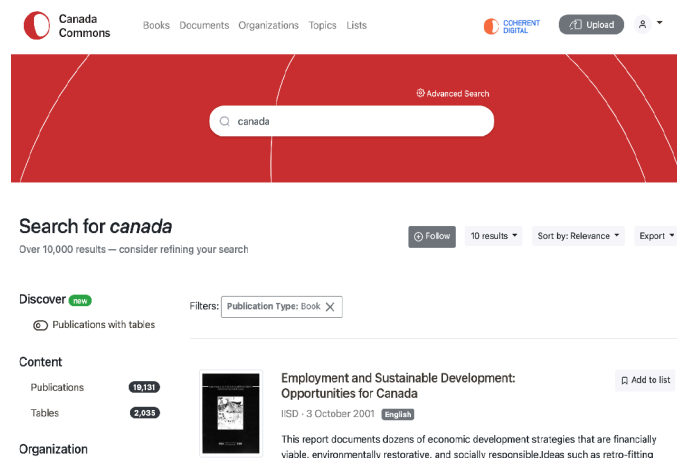 Canada
Commons
Books Documents Organizations Topics Lists
COHERENT
DIGITAL
Upload
Advanced Search
canada
Search for canada
Over 10,000 results — consider refining your search
Follow
10 results
Sort by: Relevance
Export
Discover new
Publications with tables
Content
Publications 19,131
Tables 2,035
Organization
Filters: Publication Type: Book
Employment and Sustainable Development:
Opportunities for Canada
Add to list
IISD - 3 October 2001 English
This report documents dozens of economic development strategies that are financially
viable, environmentally restorative, and socially responsible.Ideas such as retro-fitting